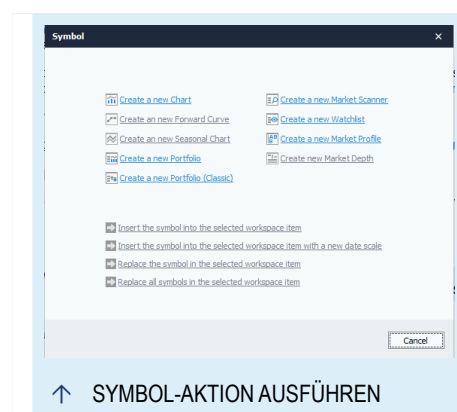 Symbol
Create a new Chart
Create an new Forward Curve
Create an new Seasonal Chart
Create a new Portfolio
Create a new Portfolio (Classic)
Create a new Market Scanner
Create a new Watchlist
Create a new Market Profile
Create new Market Depth
Insert the symbol into the selected workspace item
Insert the symbol into the selected workspace item with a new date scale
Replace the symbol in the selected workspace item
Replace all symbols in the selected workspace item
Cancel
SYMBOL-AKTION AUSFÜHREN